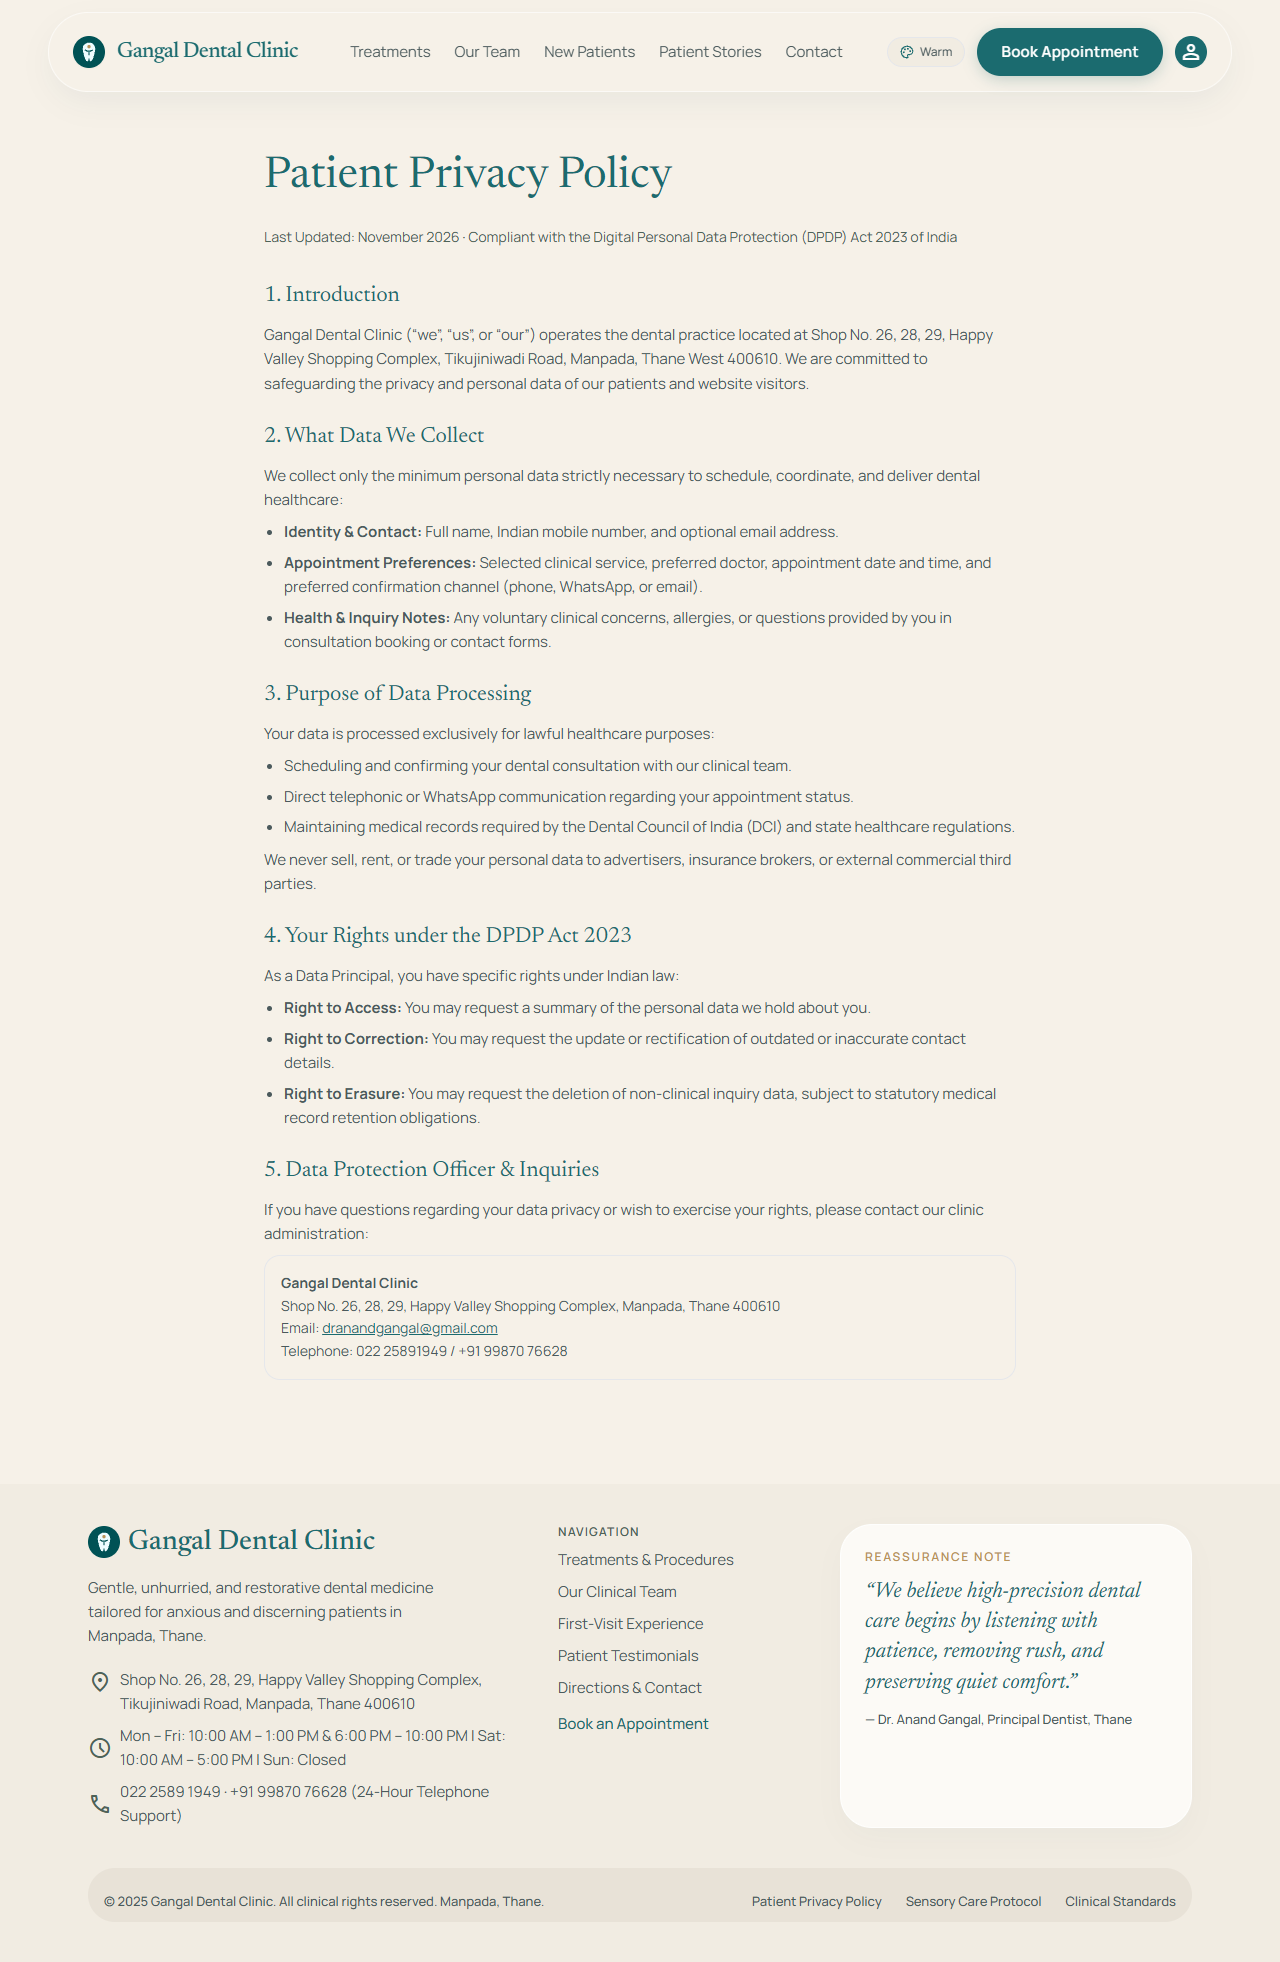 Gangal Dental Clinic
Treatments
Our Team
New Patients
Patient Stories
Contact
Warm
Book Appointment
Patient Privacy Policy
Last Updated: November 2026 · Compliant with the Digital Personal Data Protection (DPDP) Act 2023 of India
1. Introduction
Gangal Dental Clinic (“we”, “us”, or “our”) operates the dental practice located at Shop No. 26, 28, 29, Happy
Valley Shopping Complex, Tikujiniwadi Road, Manpada, Thane West 400610. We are committed to
safeguarding the privacy and personal data of our patients and website visitors.
2. What Data We Collect
We collect only the minimum personal data strictly necessary to schedule, coordinate, and deliver dental
healthcare:
• Identity & Contact: Full name, Indian mobile number, and optional email address.
• Appointment Preferences: Selected clinical service, preferred doctor, appointment date and time, and
preferred confirmation channel (phone, WhatsApp, or email).
• Health & Inquiry Notes: Any voluntary clinical concerns, allergies, or questions provided by you in
consultation booking or contact forms.
3. Purpose of Data Processing
Your data is processed exclusively for lawful healthcare purposes:
• Scheduling and confirming your dental consultation with our clinical team.
• Direct telephonic or WhatsApp communication regarding your appointment status.
• Maintaining medical records required by the Dental Council of India (DCI) and state healthcare regulations.
We never sell, rent, or trade your personal data to advertisers, insurance brokers, or external commercial third
parties.
4. Your Rights under the DPDP Act 2023
As a Data Principal, you have specific rights under Indian law:
• Right to Access: You may request a summary of the personal data we hold about you.
• Right to Correction: You may request the update or rectification of outdated or inaccurate contact
details.
• Right to Erasure: You may request the deletion of non-clinical inquiry data, subject to statutory medical
record retention obligations.
5. Data Protection Officer & Inquiries
If you have questions regarding your data privacy or wish to exercise your rights, please contact our clinic
administration:
Gangal Dental Clinic
Shop No. 26, 28, 29, Happy Valley Shopping Complex, Manpada, Thane 400610
Email: dranandgangal@gmail.com
Telephone: 022 25891949 / +91 99870 76628
Gangal Dental Clinic
Gentle, unhurried, and restorative dental medicine
tailored for anxious and discerning patients in
Manpada, Thane.
Shop No. 26, 28, 29, Happy Valley Shopping Complex,
Tikujiniwadi Road, Manpada, Thane 400610
Mon – Fri: 10:00 AM – 1:00 PM & 6:00 PM – 10:00 PM | Sat:
10:00 AM – 5:00 PM | Sun: Closed
022 2589 1949 · +91 99870 76628 (24-Hour Telephone
Support)
NAVIGATION
Treatments & Procedures
Our Clinical Team
First-Visit Experience
Patient Testimonials
Directions & Contact
Book an Appointment
REASSURANCE NOTE
“We believe high-precision dental
care begins by listening with
patience, removing rush, and
preserving quiet comfort.”
— Dr. Anand Gangal, Principal Dentist, Thane
© 2025 Gangal Dental Clinic. All clinical rights reserved. Manpada, Thane.
Patient Privacy Policy
Sensory Care Protocol
Clinical Standards